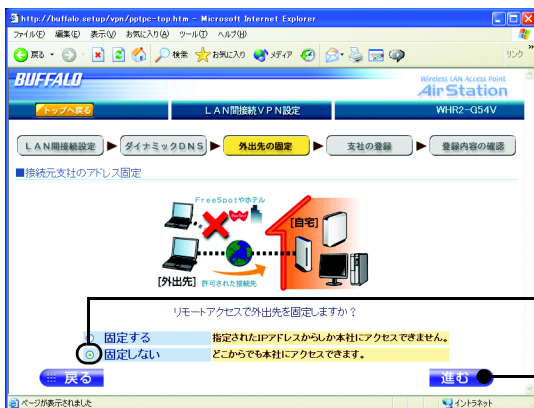 http://buffalo.setup/vpn/pptpc-top.htm - Microsoft Internet Explorer
ファイル(F) 編集(E) 表示(V) お気に入り(A) ツール(T) ヘルプ(H)
戻る 検索 お気に入り メディア リンク »
BUFFALO
Wireless LAN Access Point
AirStation
トップへ戻る LAN間接続VPN設定 WHR2-G54V
LAN間接続設定 ダイナミックDNS 外出先の固定 支社の登録 登録内容の確認
■接続元支社のアドレス固定
FreeSpotやホテル
[自宅]
[外出先] 許可された接続先
リモートアクセスで外出先を固定しますか?
固定する 指定されたIPアドレスからしか本社にアクセスできません。
固定しない どこからでも本社にアクセスできます。
戻る 進む
ページが表示されました イントラネット